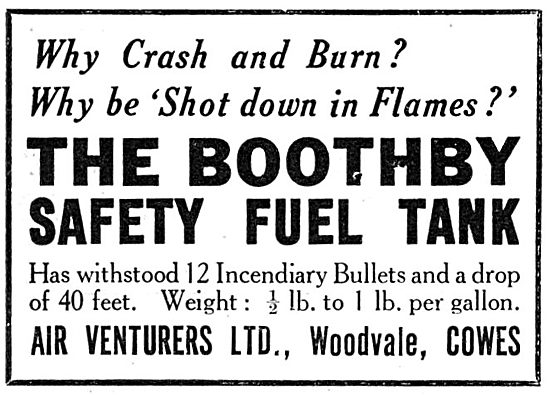 Why Crash and Burn?
Why be ‘Shot down in Flames?’
THE BOOTHBY
SAFETY FUEL TANK
Has withstood 12 Incendiary Bullets and a drop
of 40 feet. Weight: ½ lb. to 1 lb. per gallon.
AIR VENTURERS LTD., Woodvale, COWES